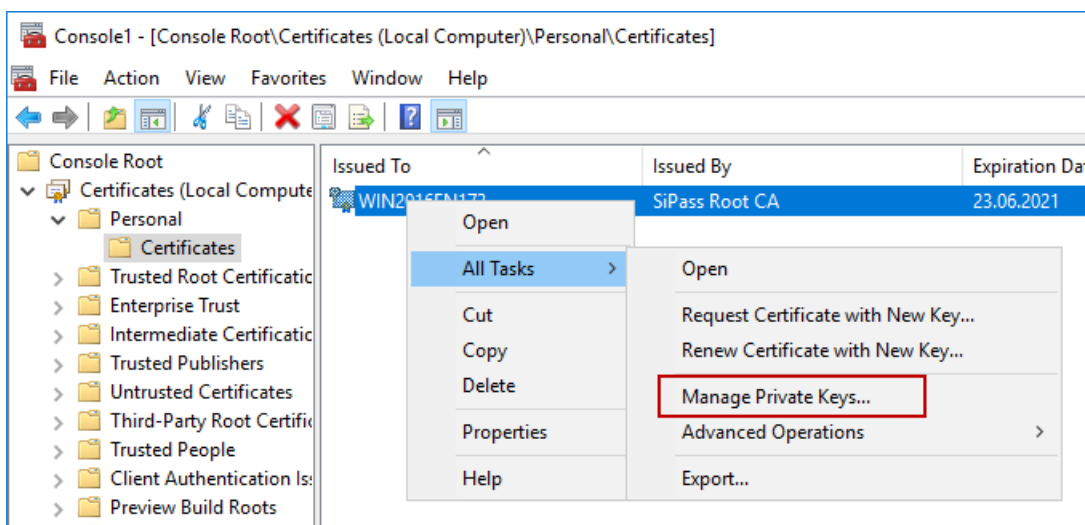 Console1 - [Console Root\Certificates (Local Computer)\Personal\Certificates]
File Action View Favorites Window Help
Console Root
Certificates (Local Compute
Personal
Certificates
Trusted Root Certificatic
Enterprise Trust
Intermediate Certificatic
Trusted Publishers
Untrusted Certificates
Third-Party Root Certific
Trusted People
Client Authentication Is
Preview Build Roots
Issued To Issued By Expiration Da
WIN2016EN172 SiPass Root CA 23.06.2021
Open
All Tasks
Cut
Copy
Delete
Properties
Help
Open
Request Certificate with New Key...
Renew Certificate with New Key...
Manage Private Keys...
Advanced Operations
Export...